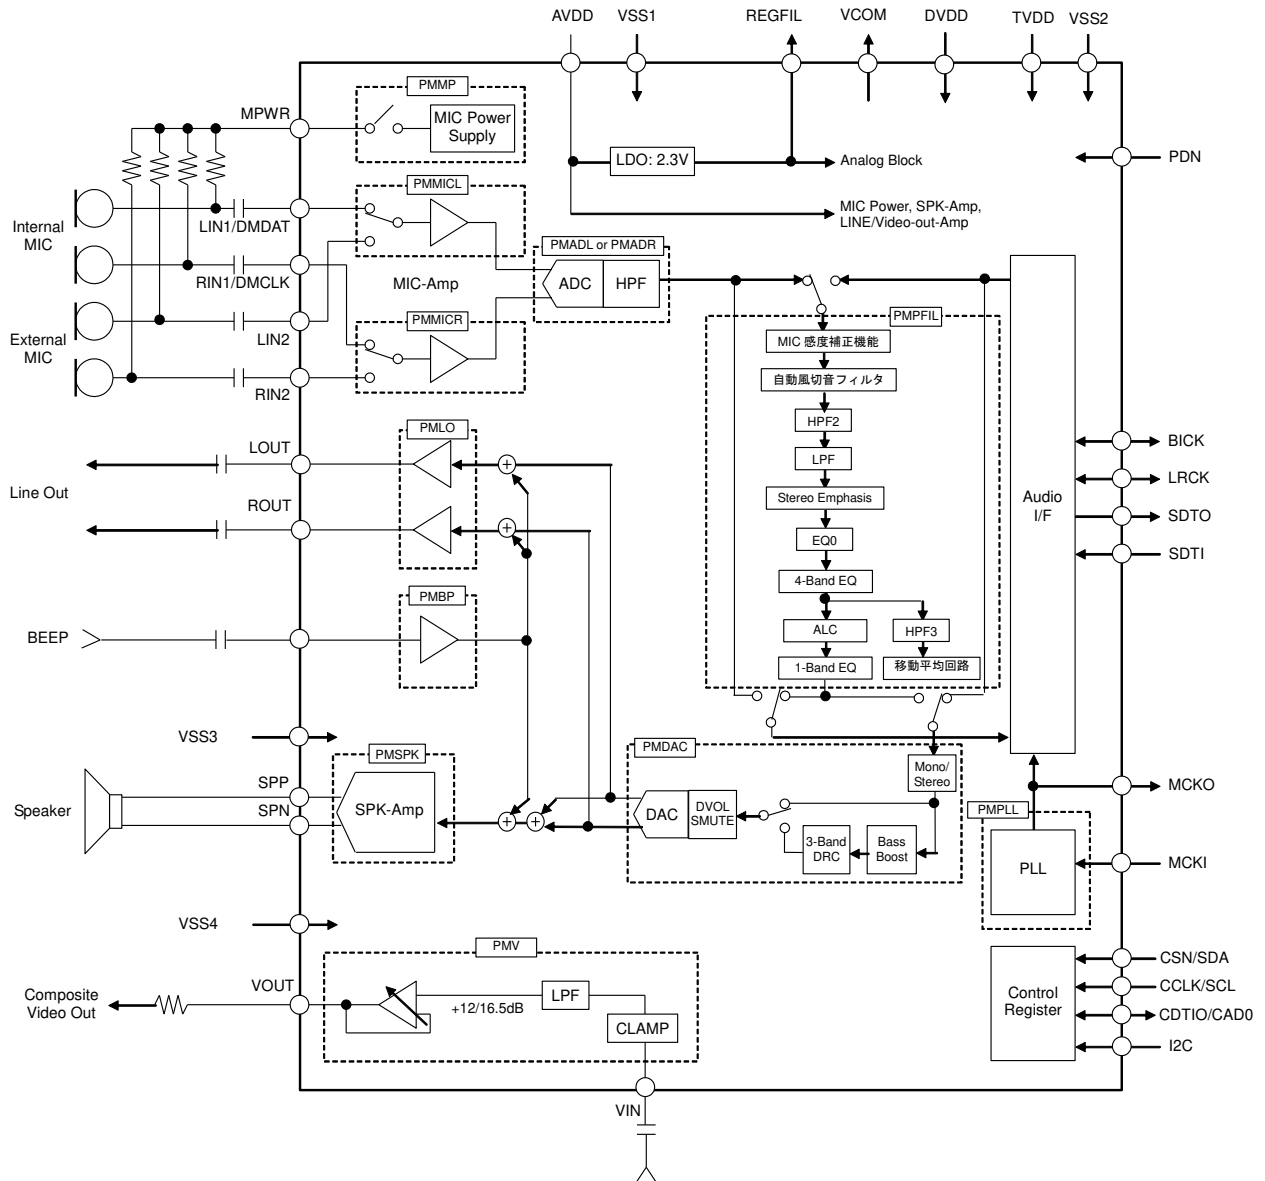 AVDD
VSS1
REGFIL
VCOM
DVDD
TVDD
VSS2
PMMP
MPWR
MIC Power
Supply
LDO: 2.3V
Analog Block
PDN
PMMICL
MIC Power, SPK-Amp,
LINE/Video-out-Amp
Internal
MIC
LIN1/DMDAT
PMADL or PMADR
RIN1/DMCLK
MIC-Amp
ADC
HPF
PMMICR
PMPFIL
External
MIC
LIN2
MIC 感度補正機能
RIN2
自動風切音フィルタ
HPF2
PMLO
LOUT
LPF
BICK
Line Out
ROUT
Stereo Emphasis
Audio
I/F
LRCK
SDTO
EQ0
SDTI
4-Band EQ
PMBP
BEEP
ALC
HPF3
1-Band EQ
移動平均回路
VSS3
PMSPK
PMDAC
Mono/
Stereo
Speaker
SPP
SPN
SPK-Amp
DAC
DVOL
SMUTE
3-Band
DRC
Bass
Boost
MCKO
PMPLL
PLL
MCKI
VSS4
PMV
CSN/SDA
Control
Register
CCLK/SCL
CDTIO/CAD0
I2C
Composite
Video Out
VOUT
+12/16.5dB
LPF
CLAMP
VIN